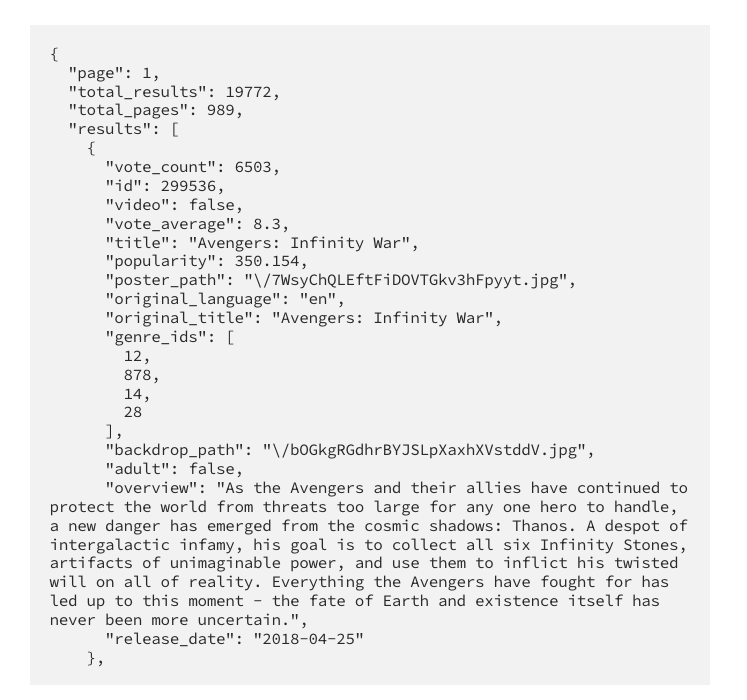 {
  "page": 1,
  "total_results": 19772,
  "total_pages": 989,
  "results": [
    {
      "vote_count": 6503,
      "id": 299536,
      "video": false,
      "vote_average": 8.3,
      "title": "Avengers: Infinity War",
      "popularity": 350.154,
      "poster_path": "\/7WsyChQLEftFiDOVTGkv3hFpyyt.jpg",
      "original_language": "en",
      "original_title": "Avengers: Infinity War",
      "genre_ids": [
        12,
        878,
        14,
        28
      ],
      "backdrop_path": "\/bOGkgRGdhrBYJSLpXaxhXVstddV.jpg",
      "adult": false,
      "overview": "As the Avengers and their allies have continued to
protect the world from threats too large for any one hero to handle,
a new danger has emerged from the cosmic shadows: Thanos. A despot of
intergalactic infamy, his goal is to collect all six Infinity Stones,
artifacts of unimaginable power, and use them to inflict his twisted
will on all of reality. Everything the Avengers have fought for has
led up to this moment - the fate of Earth and existence itself has
never been more uncertain.",
      "release_date": "2018-04-25"
    },